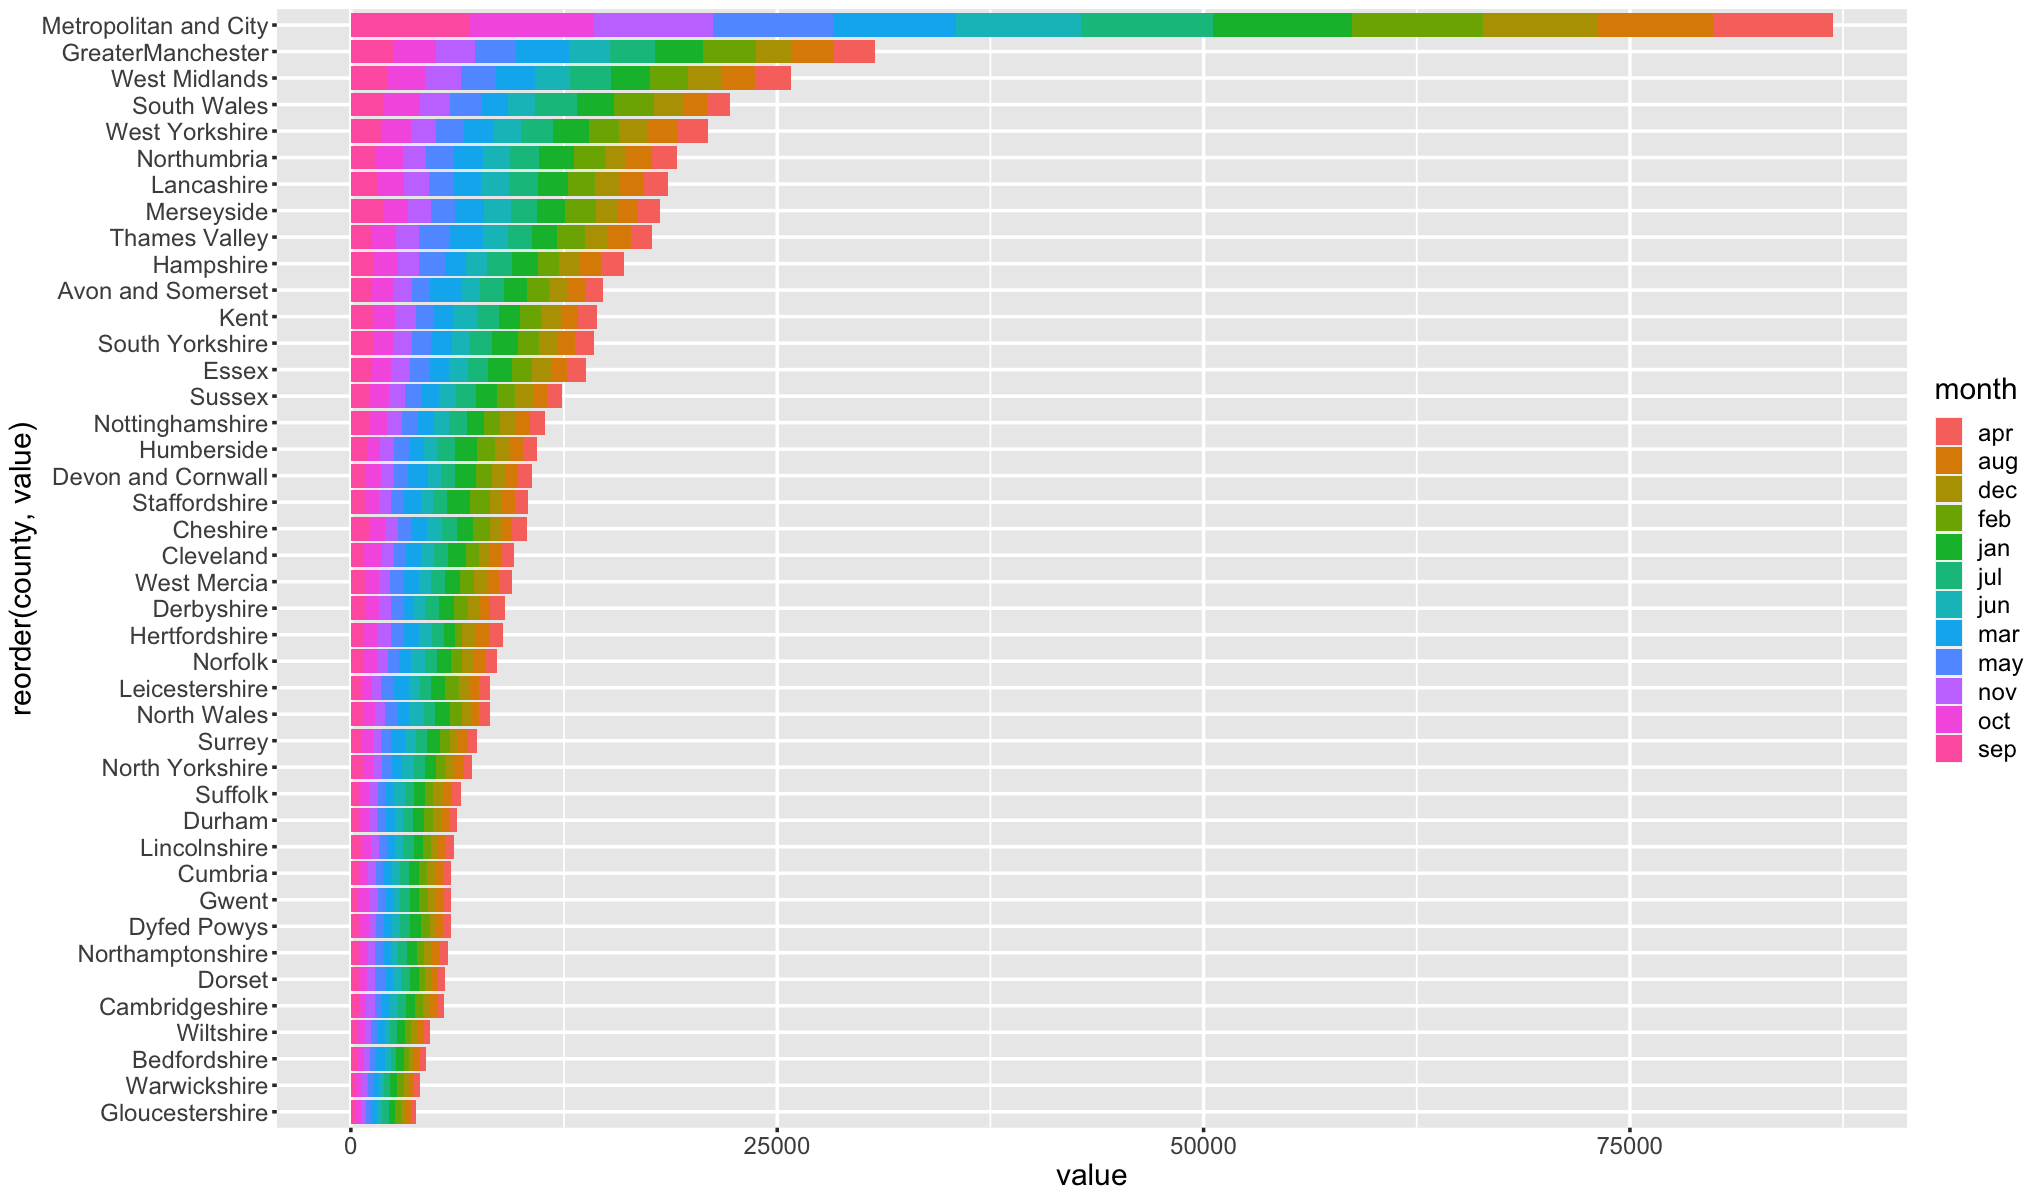 reorder(county, value)
Metropolitan and City
GreaterManchester
West Midlands
South Wales
West Yorkshire
Northumbria
Lancashire
Merseyside
Thames Valley
Hampshire
Avon and Somerset
Kent
South Yorkshire
Essex
Sussex
Nottinghamshire
Humberside
Devon and Cornwall
Staffordshire
Cheshire
Cleveland
West Mercia
Derbyshire
Hertfordshire
Norfolk
Leicestershire
North Wales
Surrey
North Yorkshire
Suffolk
Durham
Lincolnshire
Cumbria
Gwent
Dyfed Powys
Northamptonshire
Dorset
Cambridgeshire
Wiltshire
Bedfordshire
Warwickshire
Gloucestershire
0 25000 50000 75000
value
month
apr
aug
dec
feb
jan
jul
jun
mar
may
nov
oct
sep